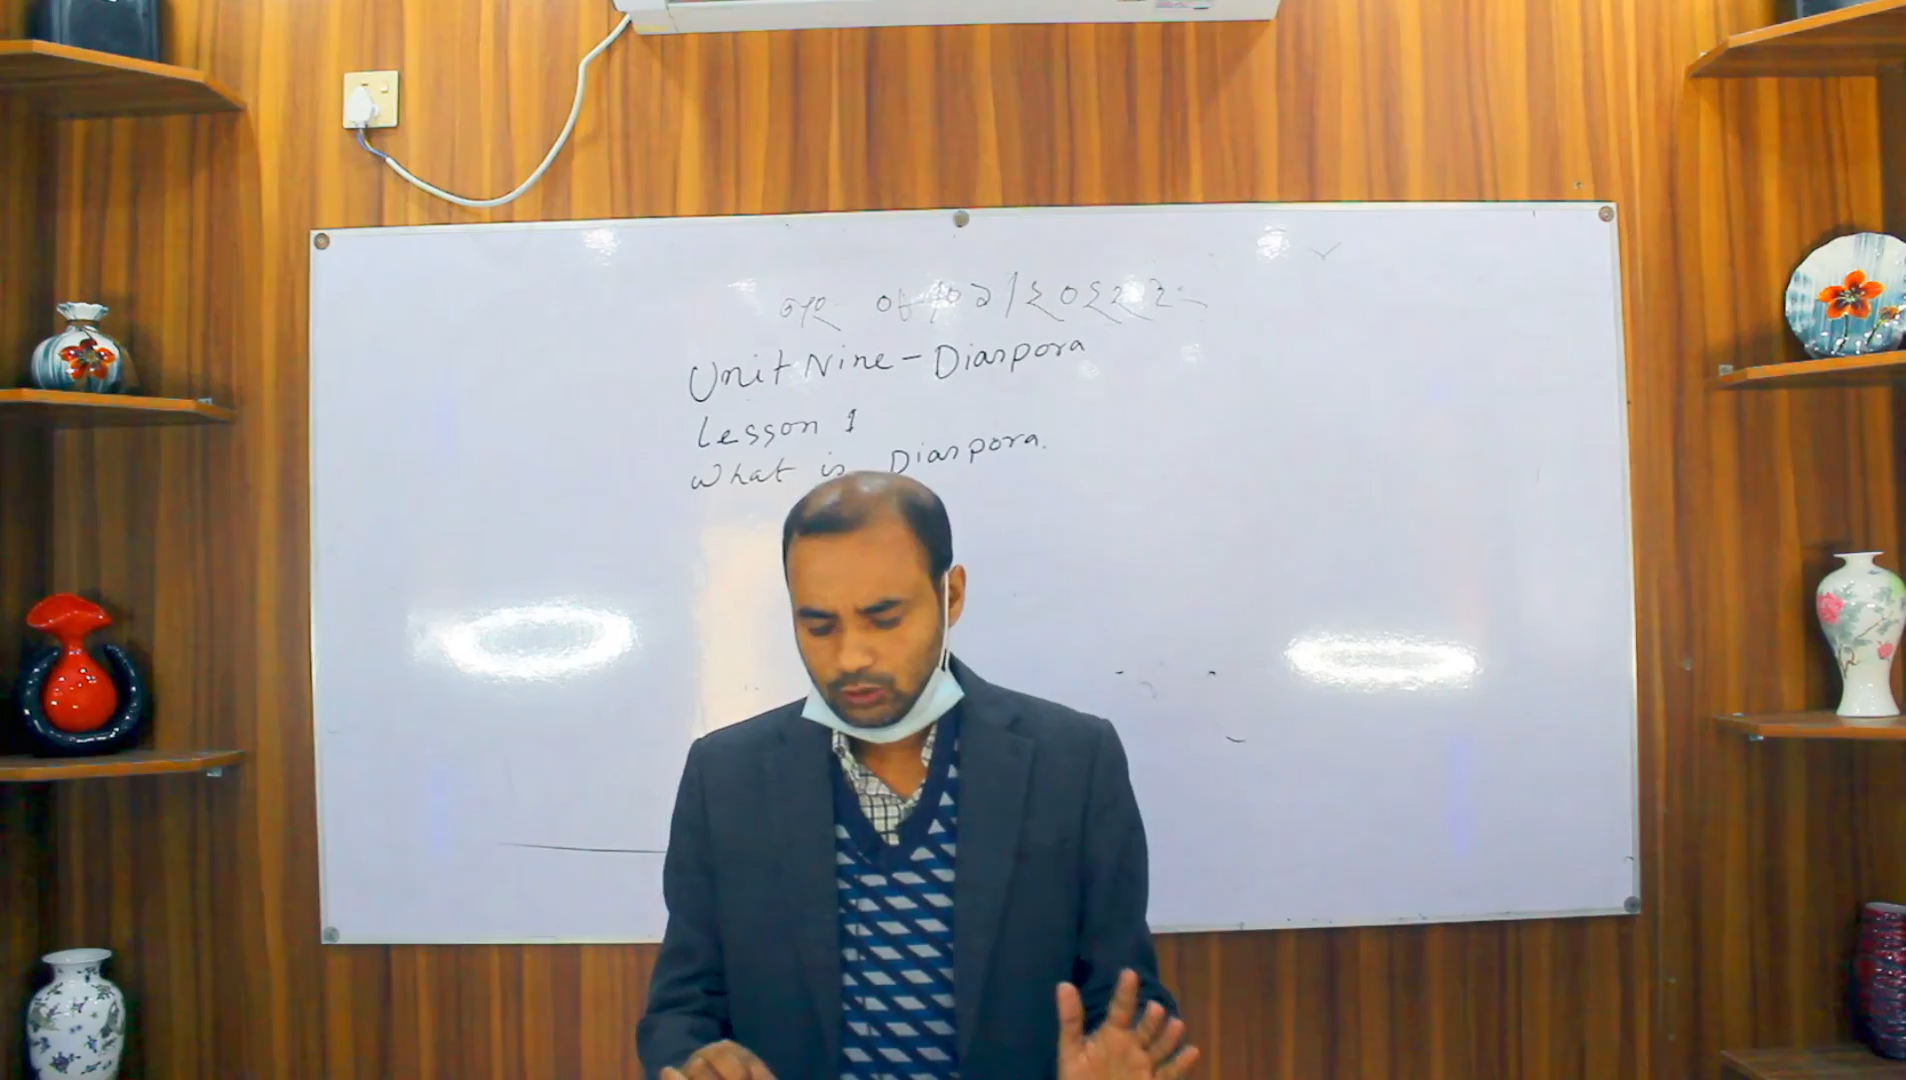 Unit Nine - Diaspora
Lesson 1
What is Diaspora.